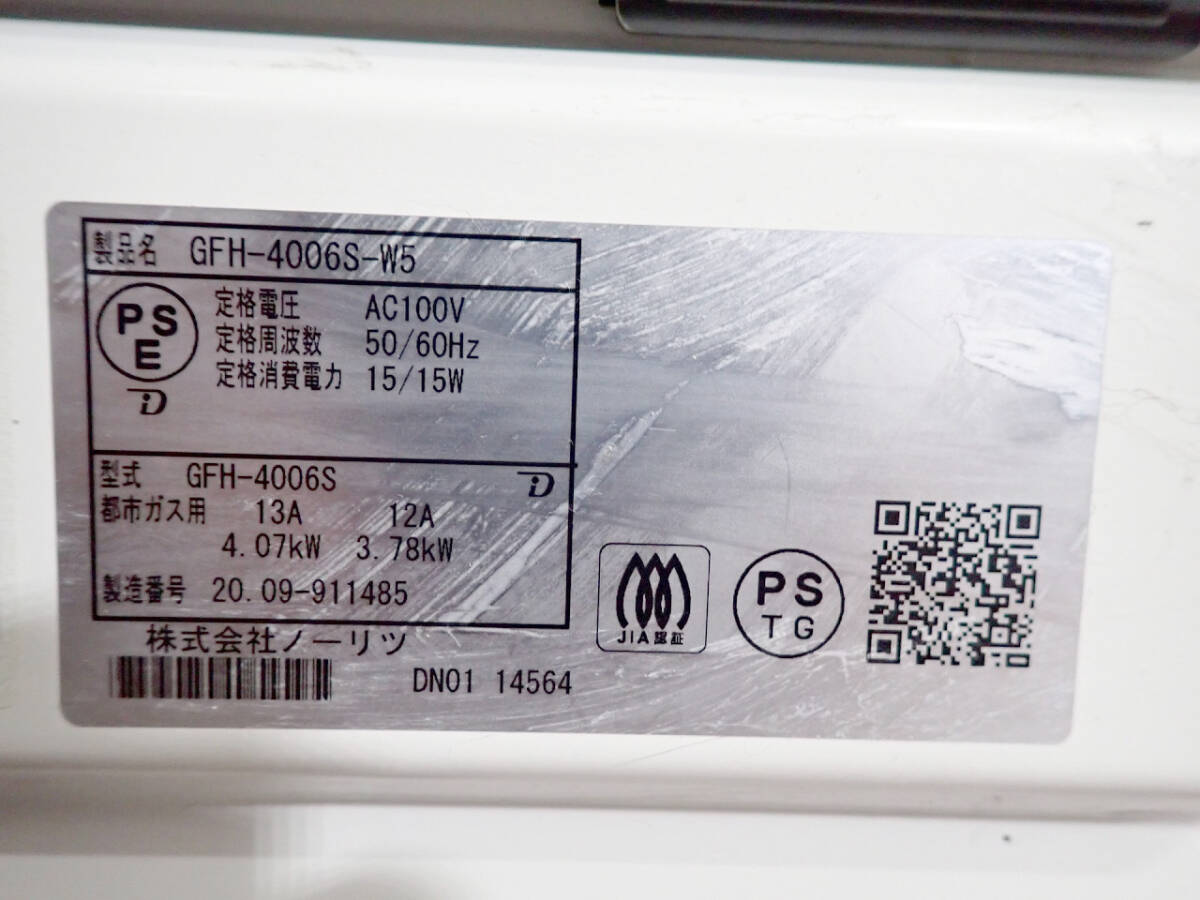 製品名 GFH-4006S-W5
PS
E
定格電圧 AC100V
定格周波数 50/60Hz
定格消費電力 15/15W
型式 GFH-4006S
都市ガス用 13A 12A
4.07kW 3.78kW
製造番号 20.09-911485
株式会社ノーリツ
DN01 14564
JIA認証
PS
TG